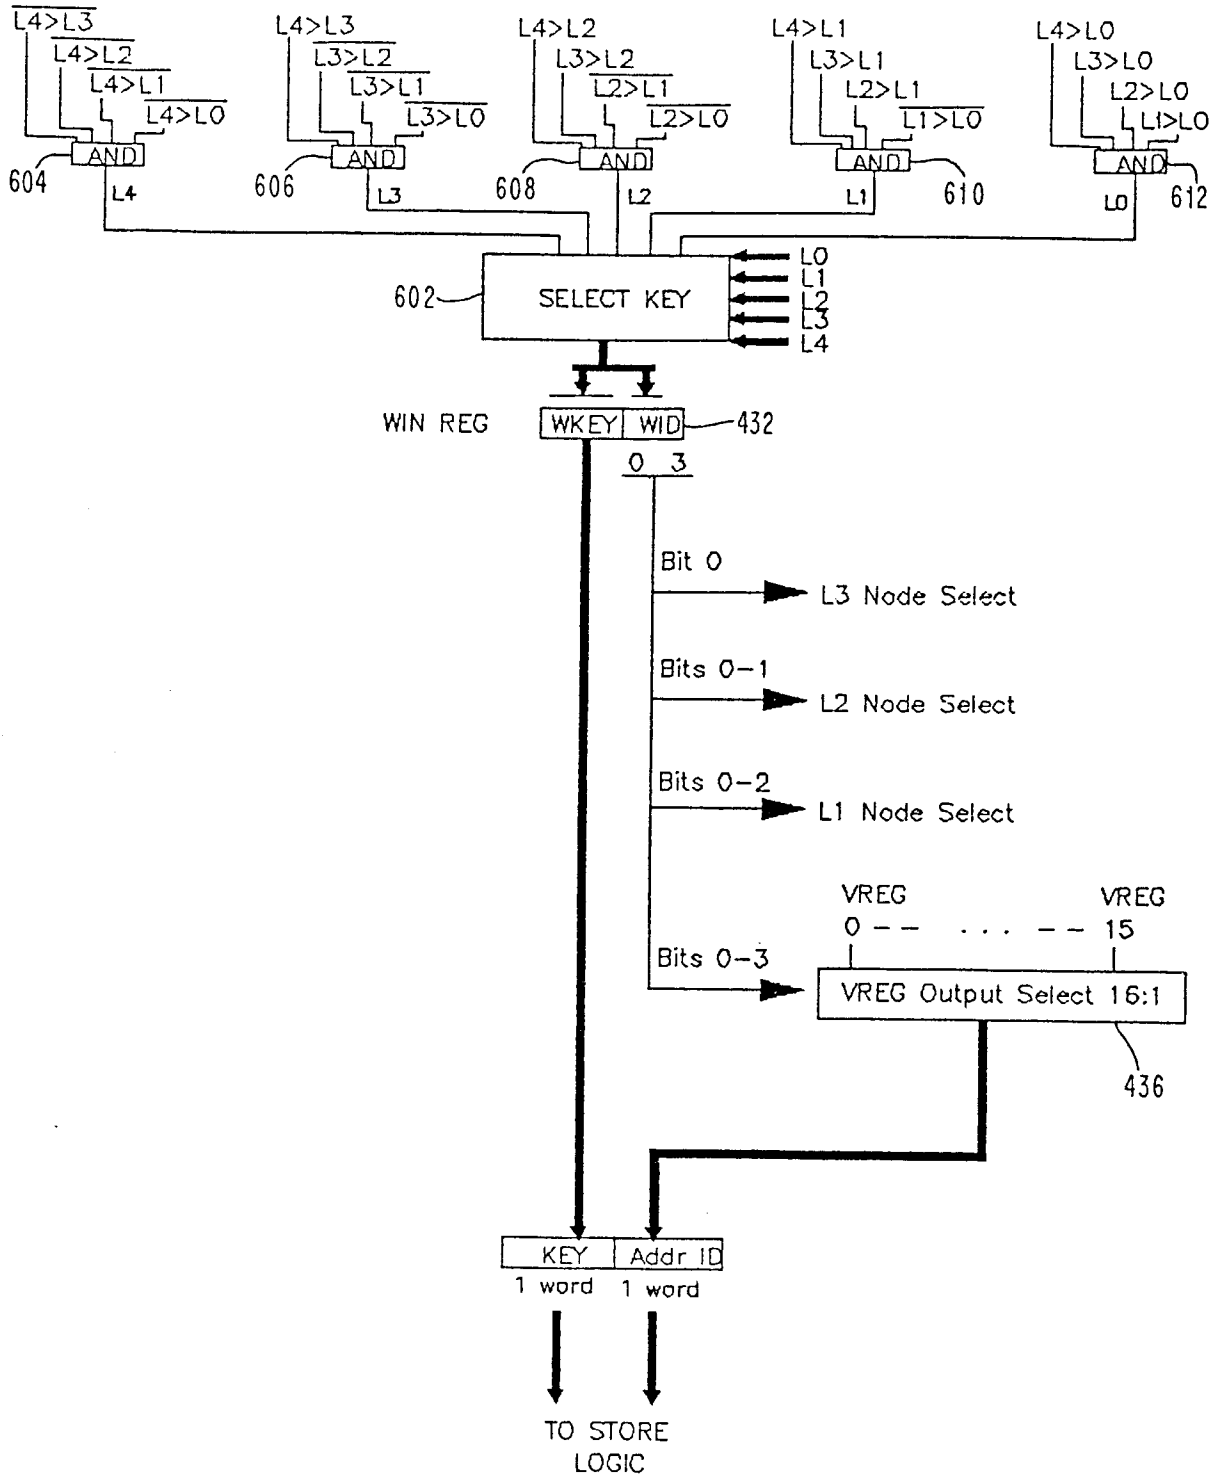 L4>L3
L4>L2
L4>L1
L4>L0
AND
604
L4
L4>L3
L3>L2
L3>L1
L3>L0
AND
606
L3
L4>L2
L3>L2
L2>L1
L2>L0
AND
608
L2
L4>L1
L3>L1
L2>L1
L1>L0
AND
610
L1
L4>L0
L3>L0
L2>L0
L1>L0
AND
612
L0
602
SELECT KEY
L0
L1
L2
L3
L4
WIN REG
WKEY WID
432
0 3
Bit 0
L3 Node Select
Bits 0-1
L2 Node Select
Bits 0-2
L1 Node Select
VREG VREG
0 -- ... -- 15
Bits 0-3
VREG Output Select 16:1
436
KEY Addr ID
1 word 1 word
TO STORE
LOGIC